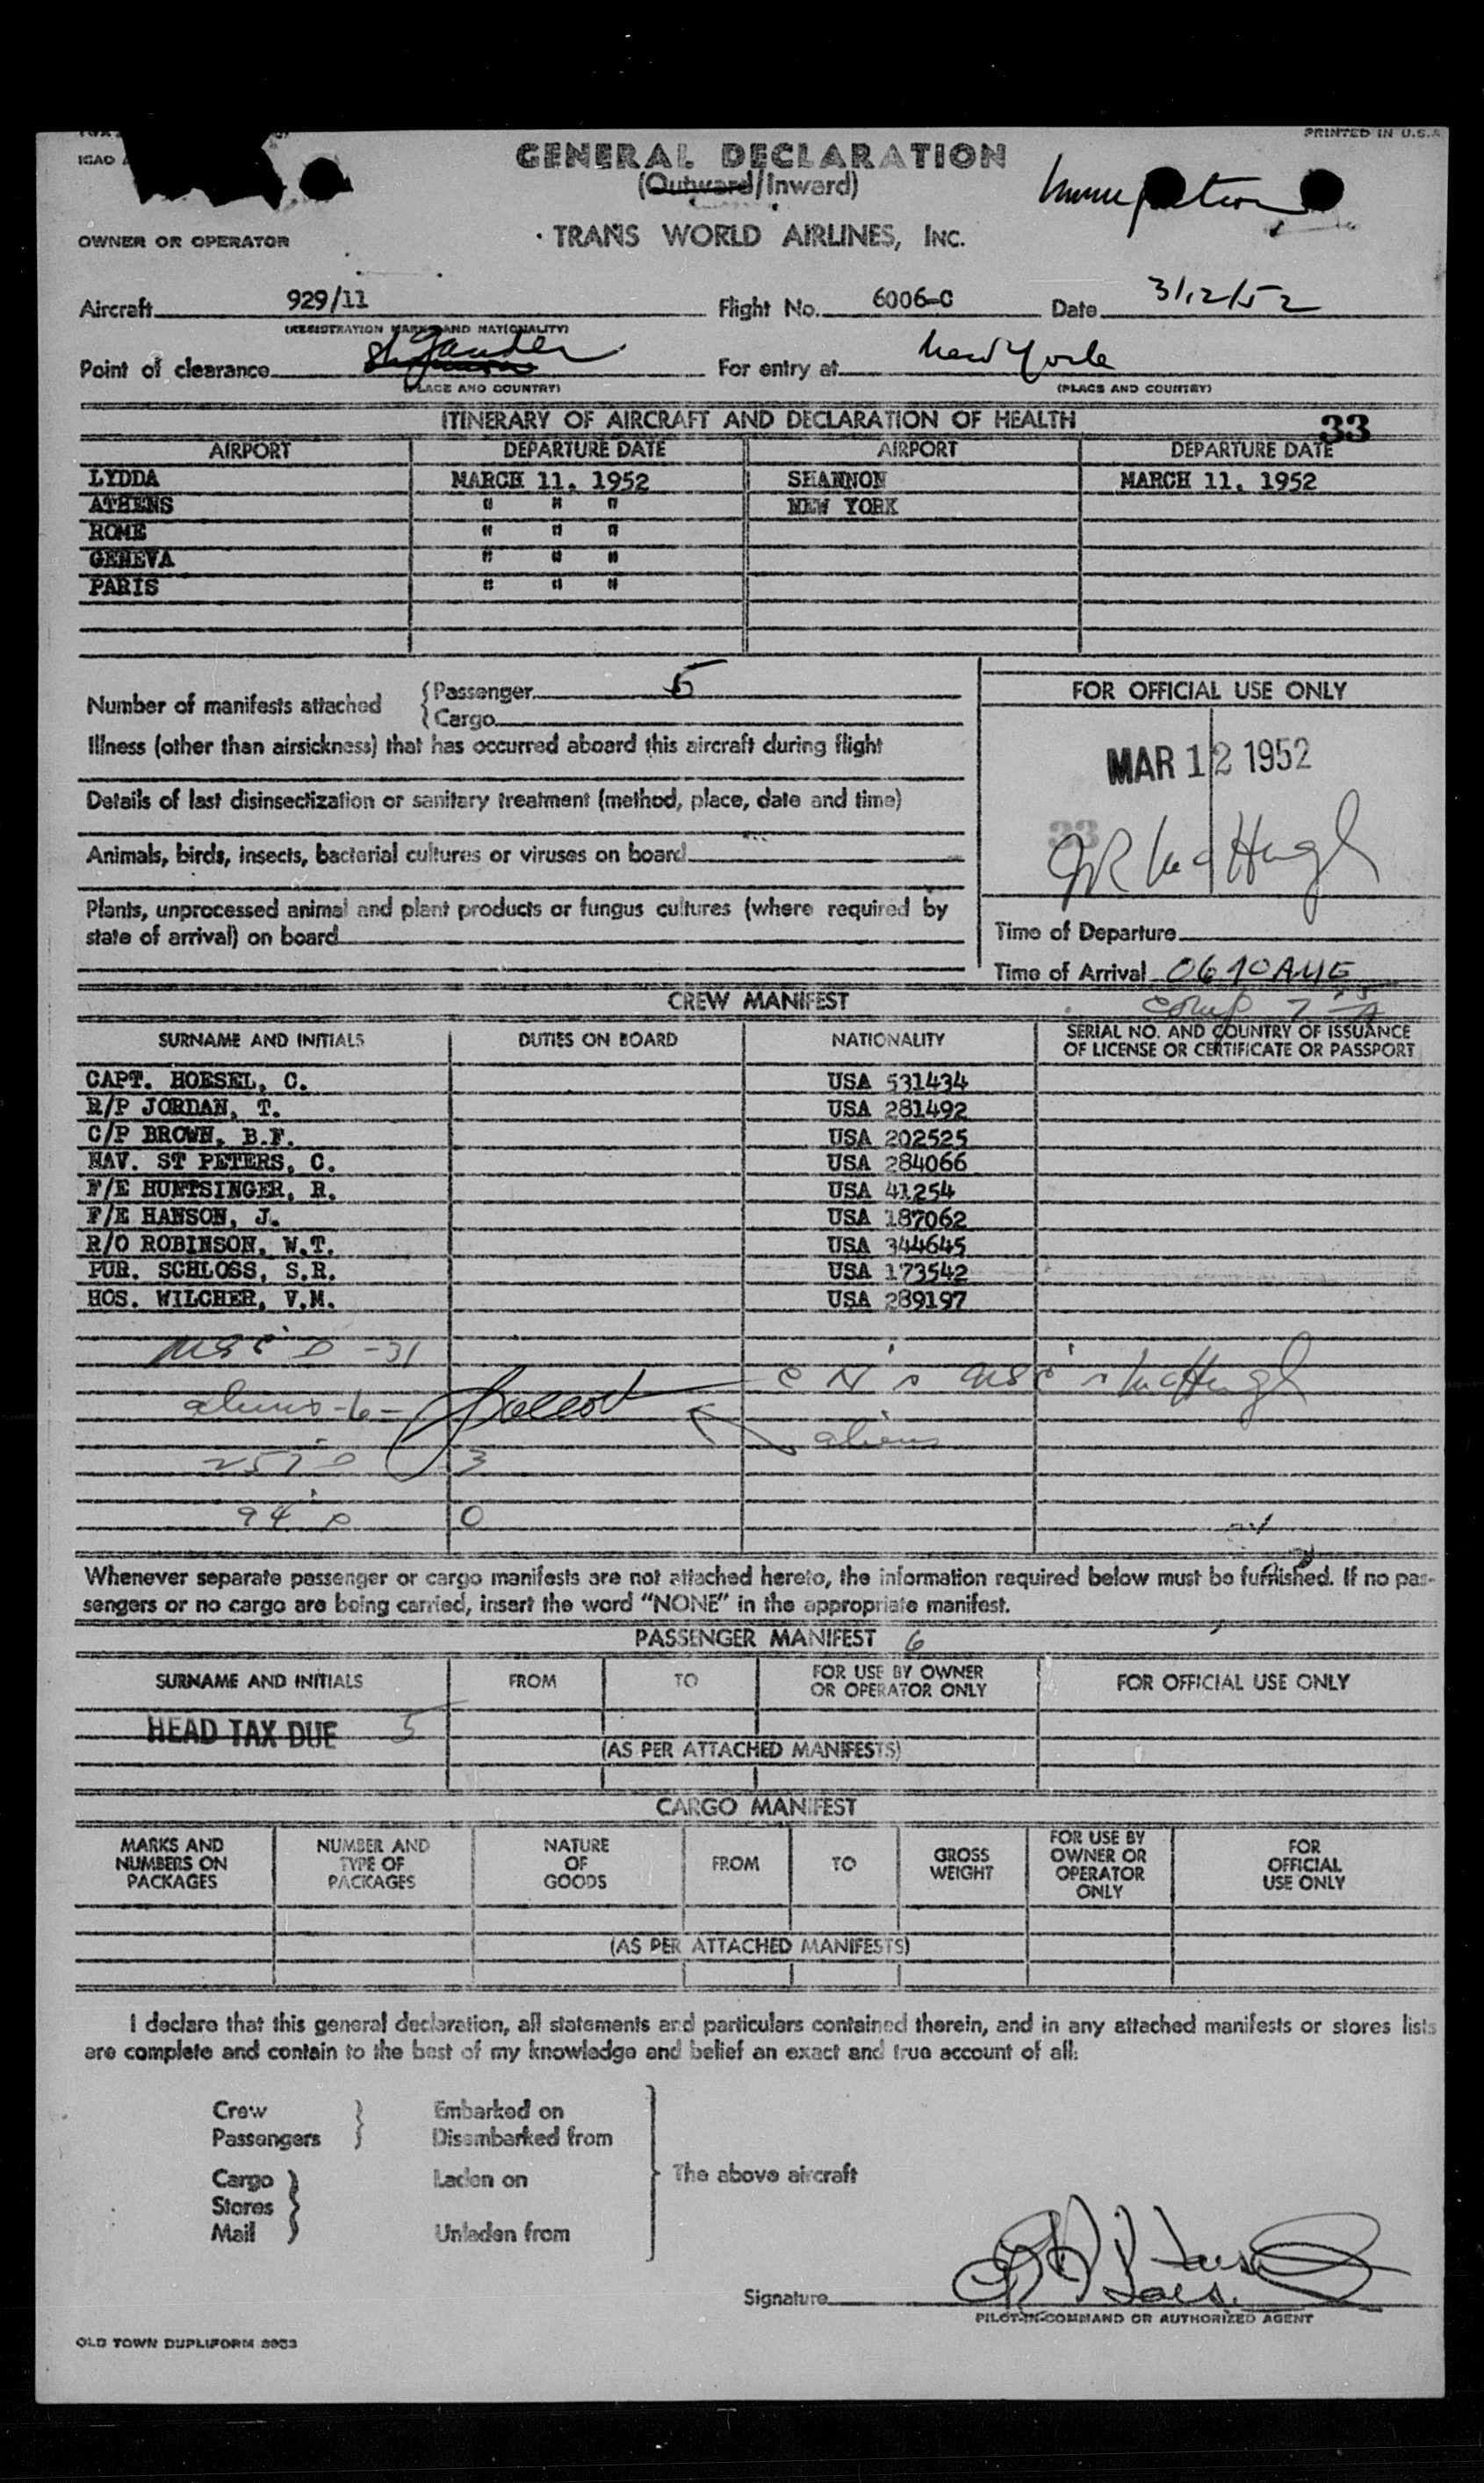 PRINTED IN U.S.A
ICAO
GENERAL DECLARATION
(Outward/Inward)
OWNER OR OPERATOR
TRANS WORLD AIRLINES, INC.
Aircraft 929/11 Flight No. 6006-C Date 3/12/52
(REGISTRATION MARKS AND NATIONALITY)
Point of clearance Gander For entry at New York
(PLACE AND COUNTRY) (PLACE AND COUNTRY)
ITINERARY OF AIRCRAFT AND DECLARATION OF HEALTH 33
AIRPORT DEPARTURE DATE AIRPORT DEPARTURE DATE
LYDDA MARCH 11, 1952 SHANNON MARCH 11, 1952
ATHENS " " " NEW YORK
ROME " " "
GENEVA " " "
PARIS " " "
Number of manifests attached { Passenger 5
{ Cargo
Illness (other than airsickness) that has occurred aboard this aircraft during flight
Details of last disinsectization or sanitary treatment (method, place, date and time)
Animals, birds, insects, bacterial cultures or viruses on board
Plants, unprocessed animal and plant products or fungus cultures (where required by
state of arrival) on board
FOR OFFICIAL USE ONLY
MAR 12 1952
33
JR McHugh
Time of Departure
Time of Arrival
CREW MANIFEST
SURNAME AND INITIALS DUTIES ON BOARD NATIONALITY SERIAL NO. AND COUNTRY OF ISSUANCE
OF LICENSE OR CERTIFICATE OR PASSPORT
CAPT. HOESEL, C. USA 531434
R/P JORDAN, T. USA 281492
C/P BROWN, B.F. USA 202525
NAV. ST PETERS, C. USA 284066
F/E HUNTSINGER, R. USA 41254
F/E HANSON, J. USA 187062
R/O ROBINSON, W.T. USA 344645
PUR. SCHLOSS, S.R. USA 173542
HOS. WILCHER, V.M. USA 289197
USC's - 31
McHugh
aliens - 6 -
aliens
257's 3
94's 0
Whenever separate passenger or cargo manifests are not attached hereto, the information required below must be furnished. If no pas-
sengers or no cargo are being carried, insert the word "NONE" in the appropriate manifest.
PASSENGER MANIFEST 6
SURNAME AND INITIALS FROM TO FOR USE BY OWNER
OR OPERATOR ONLY FOR OFFICIAL USE ONLY
HEAD TAX DUE 5
(AS PER ATTACHED MANIFESTS)
CARGO MANIFEST
MARKS AND
NUMBERS ON
PACKAGES
NUMBER AND
TYPE OF
PACKAGES
NATURE
OF
GOODS
FROM
TO
GROSS
WEIGHT
FOR USE BY
OWNER OR
OPERATOR
ONLY
FOR
OFFICIAL
USE ONLY
(AS PER ATTACHED MANIFESTS)
I declare that this general declaration, all statements and particulars contained therein, and in any attached manifests or stores lists
are complete and contain to the best of my knowledge and belief an exact and true account of all:
Crew
Passengers
Embarked on
Disembarked from
Cargo
Stores
Mail
Laden on
Unladen from
The above aircraft
Signature
PILOT-IN-COMMAND OR AUTHORIZED AGENT
OLD TOWN DUPLIFORM 8053